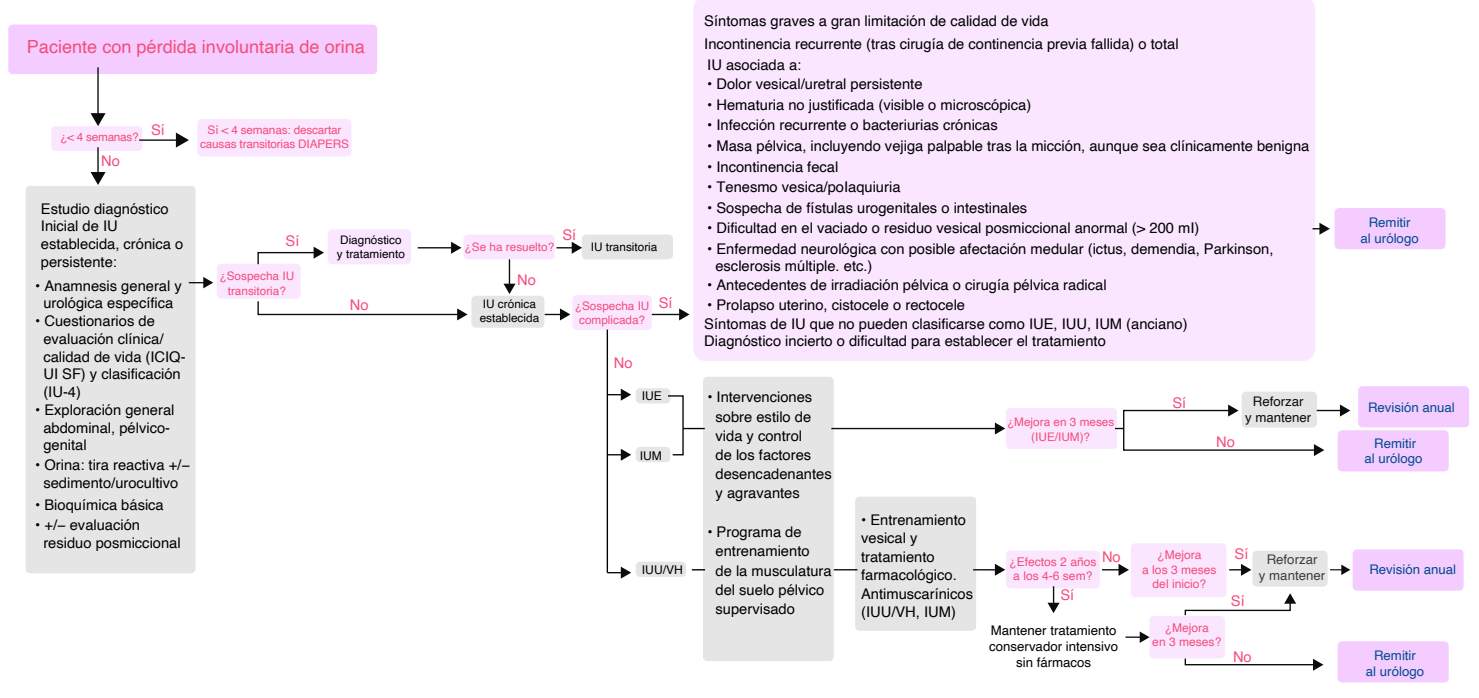 Paciente con pérdida involuntaria de orina
¿< 4 semanas?
Sí
Si < 4 semanas: descartar
causas transitorias DIAPERS
No
Estudio diagnóstico
Inicial de IU
establecida, crónica o
persistente:
• Anamnesis general y
urológica específica
• Cuestionarios de
evaluación clínica/
calidad de vida (ICIQ-
UI SF) y clasificación
(IU-4)
• Exploración general
abdominal, pélvico-
genital
• Orina: tira reactiva +/–
sedimento/urocultivo
• Bioquímica básica
• +/– evaluación
residuo posmiccional
¿Sospecha IU
transitoria?
Sí
Diagnóstico
y tratamiento
¿Se ha resuelto?
Sí
IU transitoria
No
No
IU crónica
establecida
¿Sospecha IU
complicada?
Sí
Síntomas graves a gran limitación de calidad de vida
Incontinencia recurrente (tras cirugía de continencia previa fallida) o total
IU asociada a:
• Dolor vesical/uretral persistente
• Hematuria no justificada (visible o microscópica)
• Infección recurrente o bacteriurias crónicas
• Masa pélvica, incluyendo vejiga palpable tras la micción, aunque sea clínicamente benigna
• Incontinencia fecal
• Tenesmo vesica/polaquiuria
• Sospecha de fístulas urogenitales o intestinales
• Dificultad en el vaciado o residuo vesical posmiccional anormal (> 200 ml)
• Enfermedad neurológica con posible afectación medular (ictus, demendia, Parkinson,
esclerosis múltiple. etc.)
• Antecedentes de irradiación pélvica o cirugía pélvica radical
• Prolapso uterino, cistocele o rectocele
Síntomas de IU que no pueden clasificarse como IUE, IUU, IUM (anciano)
Diagnóstico incierto o dificultad para establecer el tratamiento
Remitir
al urólogo
No
IUE
IUM
IUU/VH
• Intervenciones
sobre estilo de
vida y control
de los factores
desencadenantes
y agravantes
• Programa de
entrenamiento
de la musculatura
del suelo pélvico
supervisado
¿Mejora en 3 meses
(IUE/IUM)?
Sí
Reforzar
y mantener
Revisión anual
No
Remitir
al urólogo
• Entrenamiento
vesical y
tratamiento
farmacológico.
Antimuscarínicos
(IUU/VH, IUM)
¿Efectos 2 años
a los 4-6 sem?
No
¿Mejora
a los 3 meses
del inicio?
Sí
Reforzar
y mantener
Revisión anual
Sí
Mantener tratamiento
conservador intensivo
sin fármacos
¿Mejora
en 3 meses?
Sí
No
Remitir
al urólogo